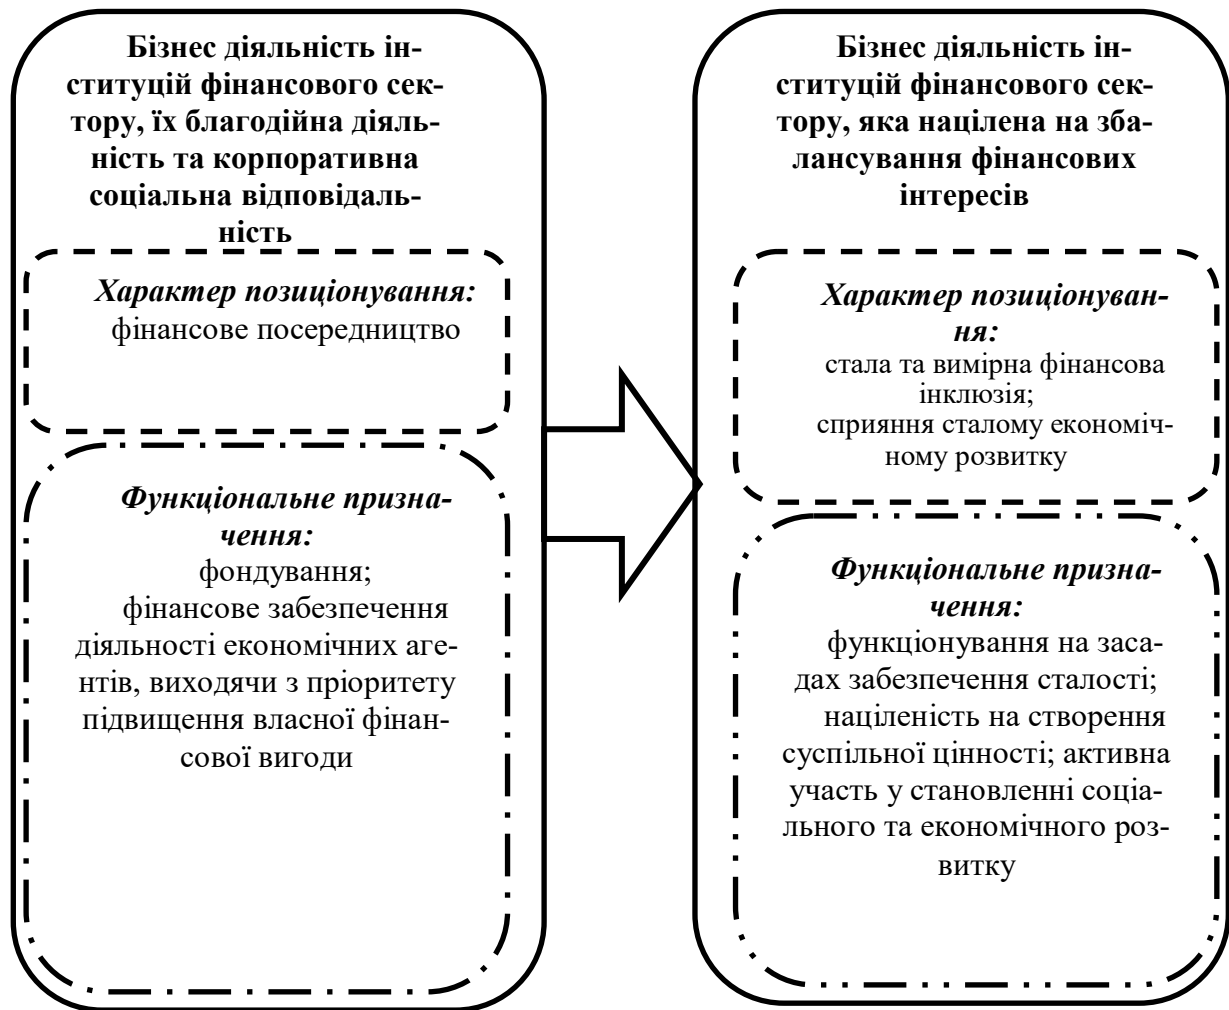 Бізнес діяльність ін-
ституцій фінансового сек-
тору, їх благодійна діяль-
ність та корпоративна
соціальна відповідаль-
ність
Характер позиціонування:
фінансове посередництво
Функціональне призна-
чення:
фондування;
фінансове забезпечення
діяльності економічних аге-
нтів, виходячи з пріоритету
підвищення власної фінан-
сової вигоди
Бізнес діяльність ін-
ституцій фінансового сек-
тору, яка націлена на зба-
лансування фінансових
інтересів
Характер позиціонуван-
ня:
стала та вимірна фінансова
інклюзія;
сприяння сталому економіч-
ному розвитку
Функціональне призна-
чення:
функціонування на заса-
дах забезпечення сталості;
націленість на створення
суспільної цінності; активна
участь у становленні соціа-
льного та економічного роз-
витку